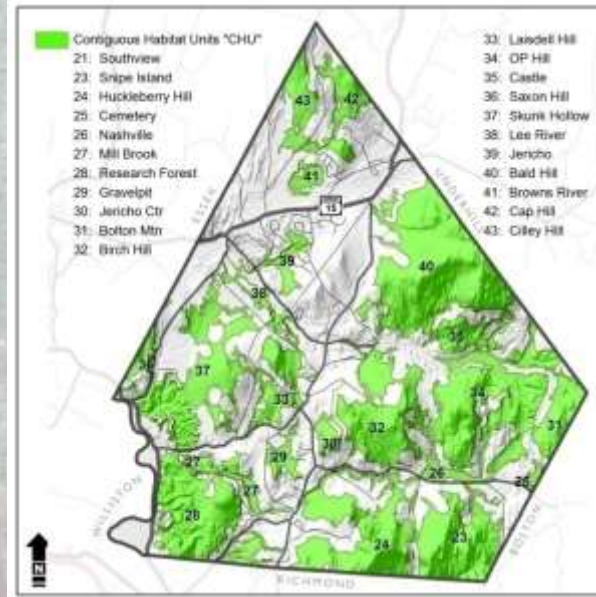 Contiguous Habitat Units "CHU"
21: Southview
23: Snipe Island
24: Huckleberry Hill
25: Cemetery
26: Nashville
27: Mill Brook
28: Research Forest
29: Gravelpit
30: Jericho Ctr
31: Bolton Mtn
32: Birch Hill
33: Laisdell Hill
34: OP Hill
35: Castle
36: Saxon Hill
37: Skunk Hollow
38: Lee River
39: Jericho
40: Bald Hill
41: Browns River
42: Cap Hill
43: Cilley Hill
43
42
41
15
ESSEX
UNDERHILL
39
40
38
35
37
34
33
31
30
32
27
29
26
25
27
28
24
23
WILLISTON
BOLTON
RICHMOND
N